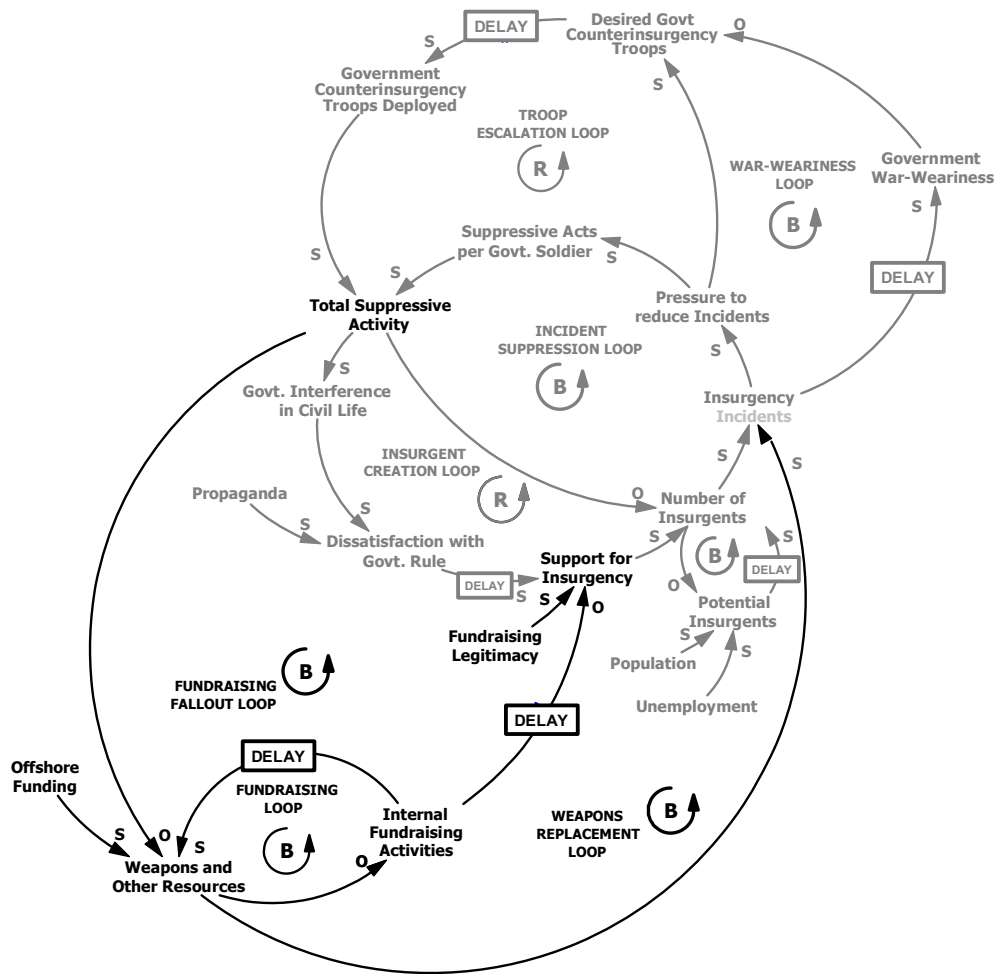 Desired Govt
Counterinsurgency
Troops
DELAY
O
S
S
Government
Counterinsurgency
Troops Deployed
TROOP
ESCALATION LOOP
R
WAR-WEARINESS
LOOP
B
Government
War-Weariness
S
DELAY
Suppressive Acts
per Govt. Soldier
S
S
S
Total Suppressive
Activity
Pressure to
reduce Incidents
INCIDENT
SUPPRESSION LOOP
B
S
S
Govt. Interference
in Civil Life
Insurgency
Incidents
INSURGENT
CREATION LOOP
R
S
S
Propaganda
S
S
O
Number of
Insurgents
Dissatisfaction with
Govt. Rule
DELAY
S
Support for
Insurgency
S
B
S
DELAY
O
Potential
Insurgents
S
O
Fundraising
Legitimacy
S
S
Population
Unemployment
FUNDRAISING
FALLOUT LOOP
B
DELAY
DELAY
Offshore
Funding
FUNDRAISING
LOOP
B
Internal
Fundraising
Activities
WEAPONS
REPLACEMENT
LOOP
B
S
O
S
O
Weapons and
Other Resources